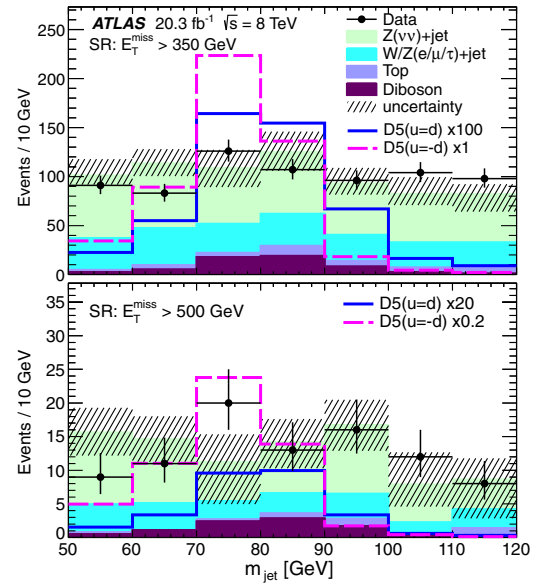 ATLAS 20.3 fb⁻¹ √s = 8 TeV
SR: E_T^miss > 350 GeV
Data
Z(νν)+jet
W/Z(e/μ/τ)+jet
Top
Diboson
uncertainty
D5(u=d) x100
D5(u=-d) x1
Events / 10 GeV
300
250
200
150
100
50
0
SR: E_T^miss > 500 GeV
D5(u=d) x20
D5(u=-d) x0.2
Events / 10 GeV
35
30
25
20
15
10
5
0
50 60 70 80 90 100 110 120
m_jet [GeV]